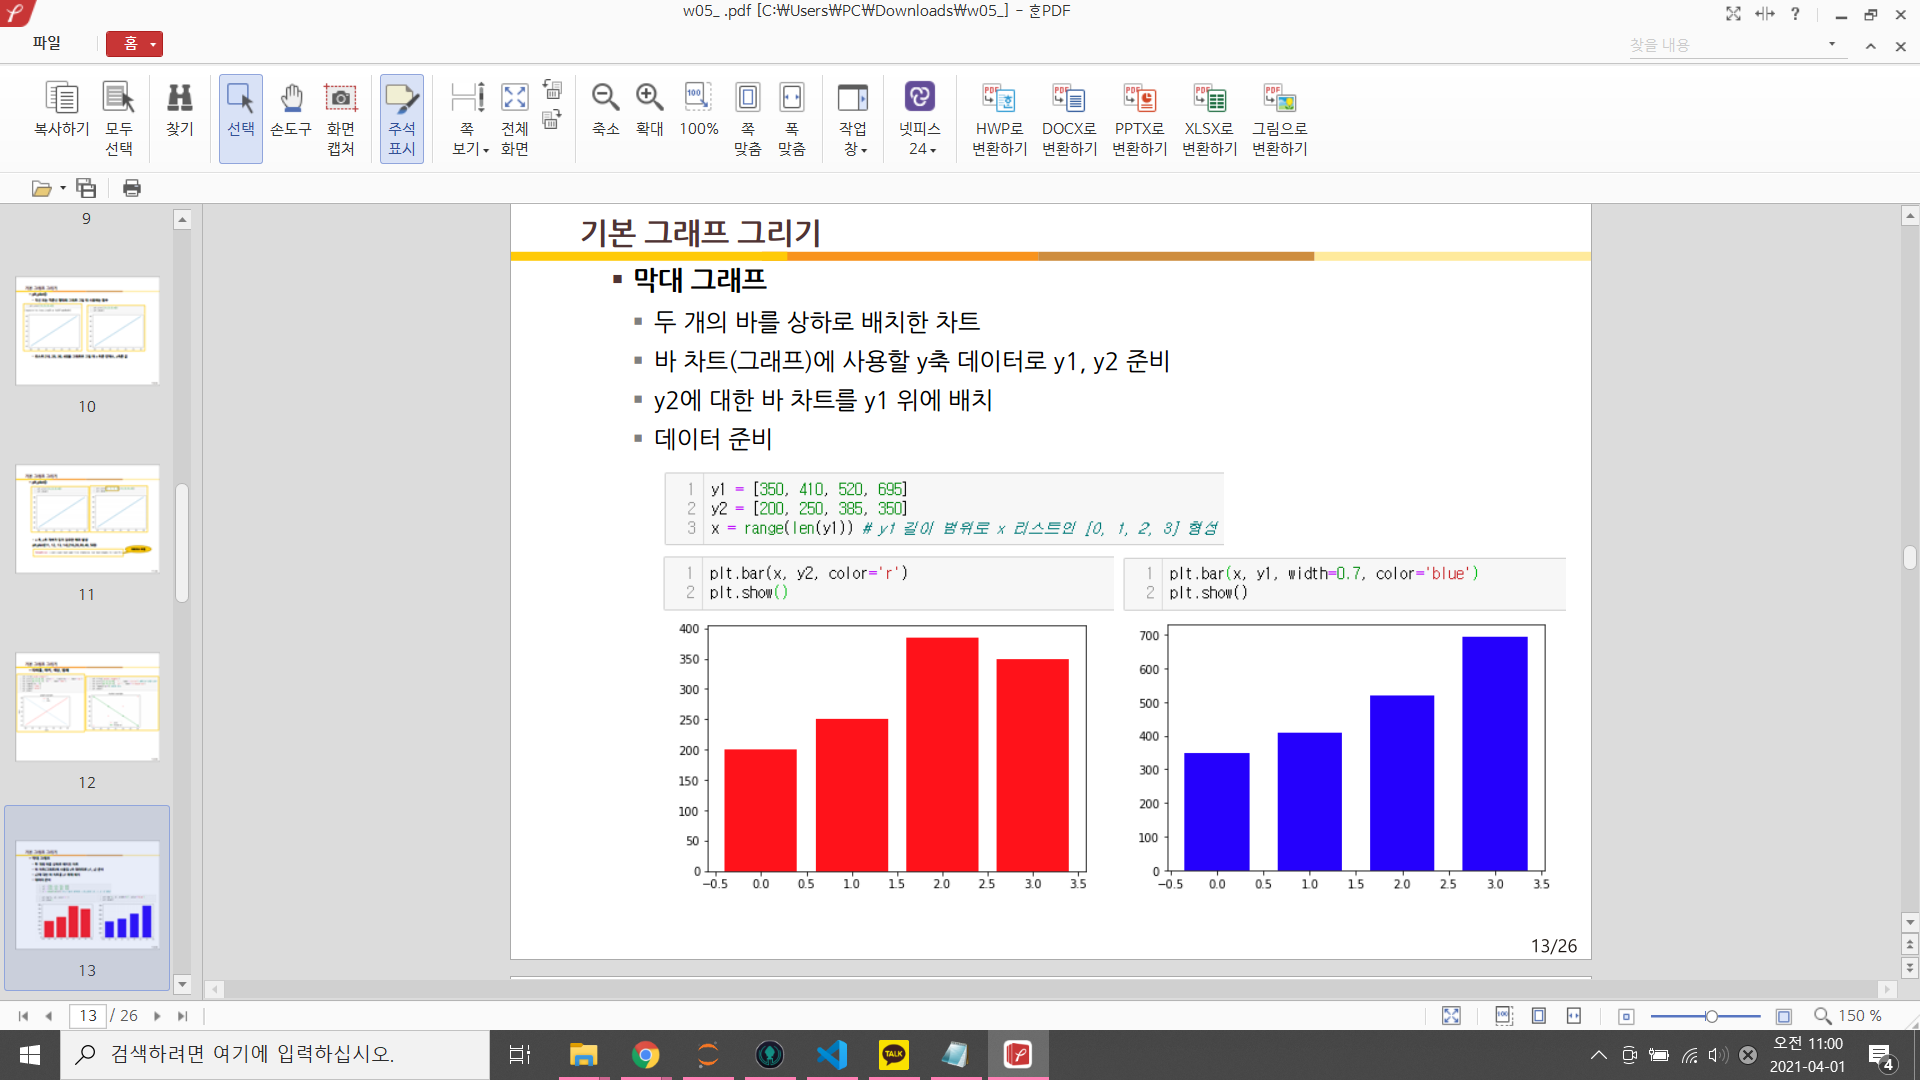 w05_ .pdf [C:₩Users₩PC₩Downloads₩w05_] - 훈PDF
파일
홈
찾을 내용
복사하기
모두 선택
찾기
선택
손도구
화면 캡처
주석 표시
쪽 보기
전체 화면
축소
확대
100%
쪽 맞춤
폭 맞춤
작업 창
넷피스 24
HWP로 변환하기
DOCX로 변환하기
PPTX로 변환하기
XLSX로 변환하기
그림으로 변환하기
9
10
11
12
13
기본 그래프 그리기
▪ 막대 그래프
▪ 두 개의 바를 상하로 배치한 차트
▪ 바 차트(그래프)에 사용할 y축 데이터로 y1, y2 준비
▪ y2에 대한 바 차트를 y1 위에 배치
▪ 데이터 준비
1 y1 = [350, 410, 520, 695]
2 y2 = [200, 250, 385, 350]
3 x = range(len(y1)) # y1 길이 범위로 x 리스트인 [0, 1, 2, 3] 형성
1 plt.bar(x, y2, color='r')
2 plt.show()
1 plt.bar(x, y1, width=0.7, color='blue')
2 plt.show()
400
350
300
250
200
150
100
50
0
−0.5 0.0 0.5 1.0 1.5 2.0 2.5 3.0 3.5
700
600
500
400
300
200
100
0
−0.5 0.0 0.5 1.0 1.5 2.0 2.5 3.0 3.5
13/26
13 / 26
150 %
검색하려면 여기에 입력하십시오.
TALK
오전 11:00
2021-04-01
4